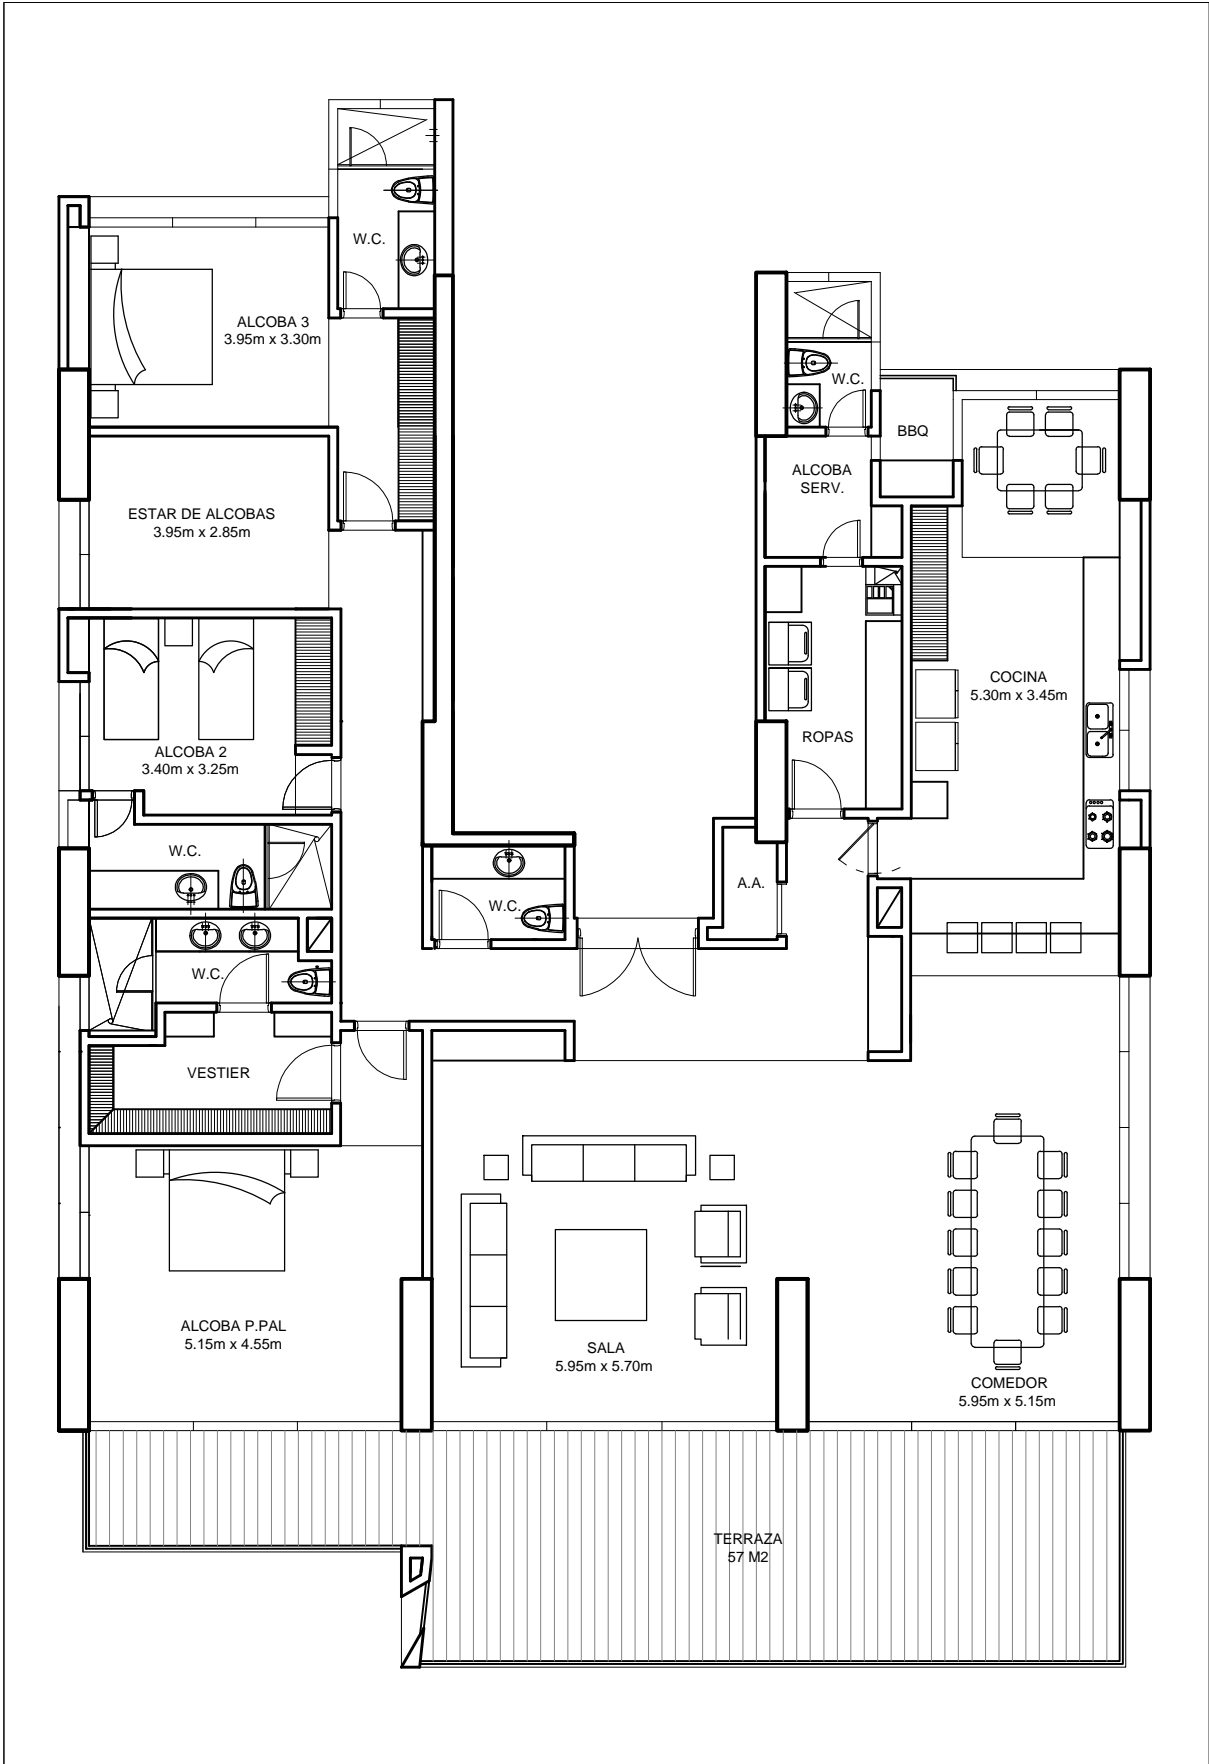 W.C.
ALCOBA 3
3.95m x 3.30m
W.C.
BBQ
ALCOBA
SERV.
ESTAR DE ALCOBAS
3.95m x 2.85m
COCINA
5.30m x 3.45m
ROPAS
ALCOBA 2
3.40m x 3.25m
W.C.
A.A.
W.C.
W.C.
VESTIER
ALCOBA P.PAL
5.15m x 4.55m
SALA
5.95m x 5.70m
COMEDOR
5.95m x 5.15m
TERRAZA
57 M2